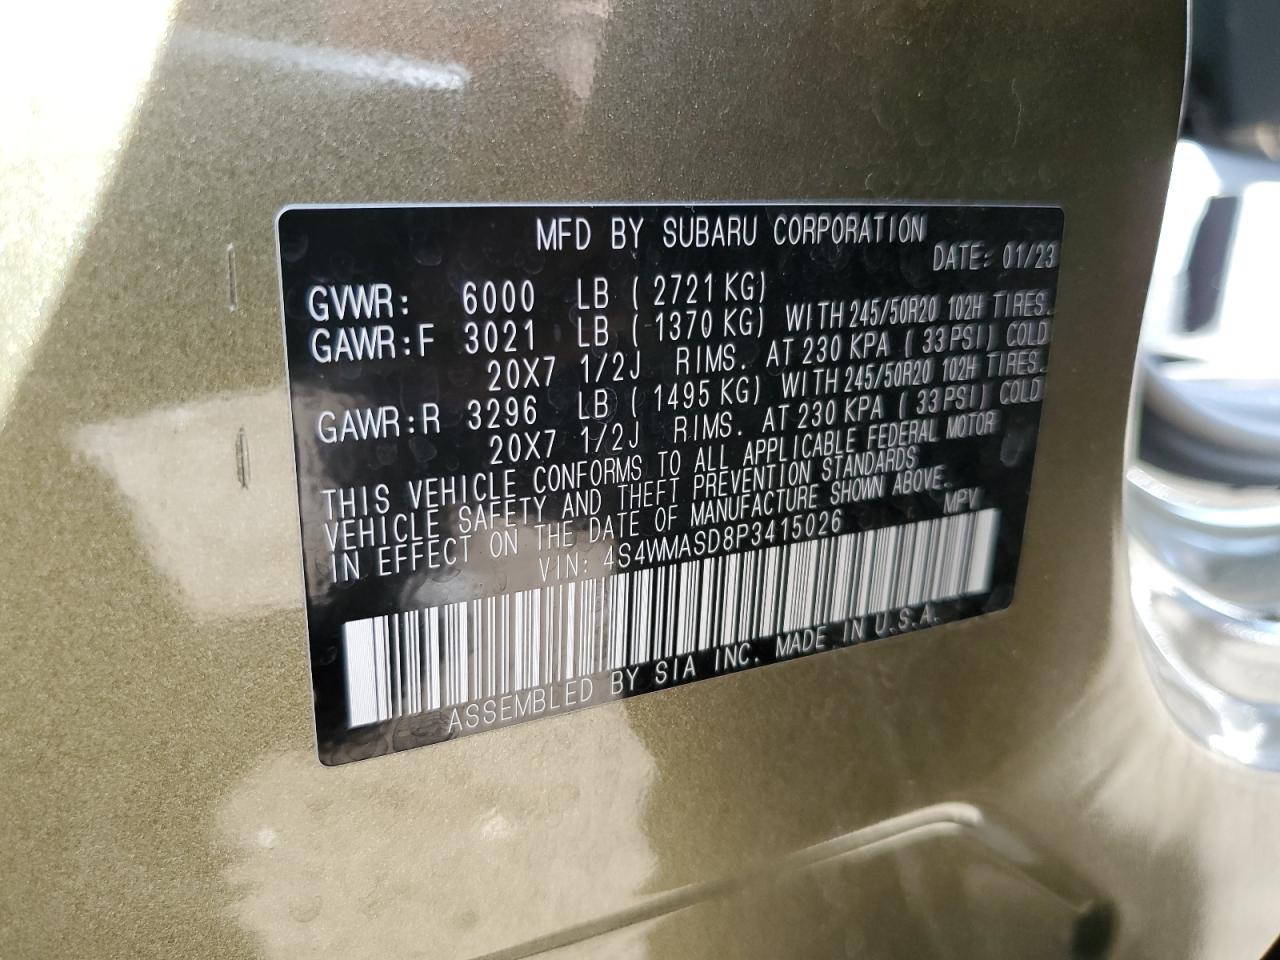 MFD BY SUBARU CORPORATION
DATE: 01/23
GVWR: 6000 LB ( 2721 KG)
GAWR:F 3021 LB ( 1370 KG) WITH 245/50R20 102H TIRES.
20X7 1/2J RIMS. AT 230 KPA ( 33 PSI) COLD
GAWR:R 3296 LB ( 1495 KG) WITH 245/50R20 102H TIRES.
20X7 1/2J RIMS. AT 230 KPA ( 33 PSI) COLD
THIS VEHICLE CONFORMS TO ALL APPLICABLE FEDERAL MOTOR
VEHICLE SAFETY AND THEFT PREVENTION STANDARDS
IN EFFECT ON THE DATE OF MANUFACTURE SHOWN ABOVE.
VIN: 4S4WMASD8P3415026 MPV
ASSEMBLED BY SIA INC. MADE IN U.S.A.